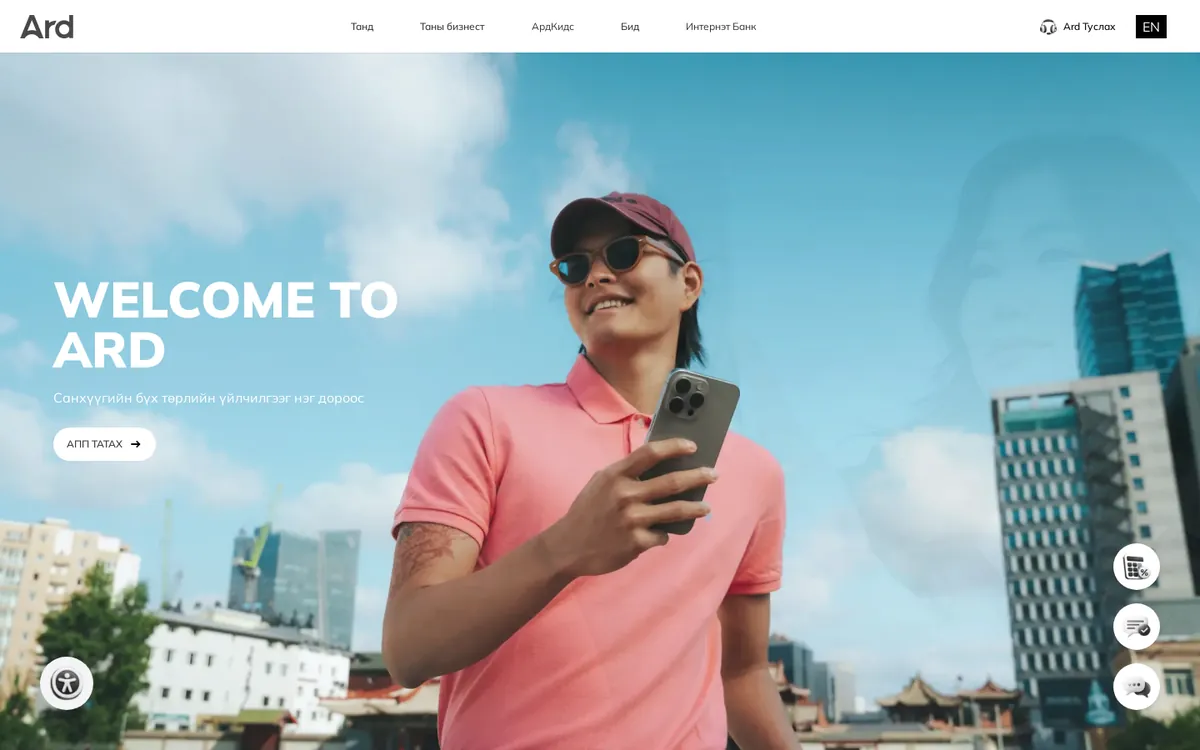 Ard
Танд
Таны бизнест
АрдКидс
Бид
Интернэт Банк
Ard Туслах
EN
WELCOME TO
ARD
Санхүүгийн бүх төрлийн үйлчилгээг нэг дороос
АПП ТАТАХ
%